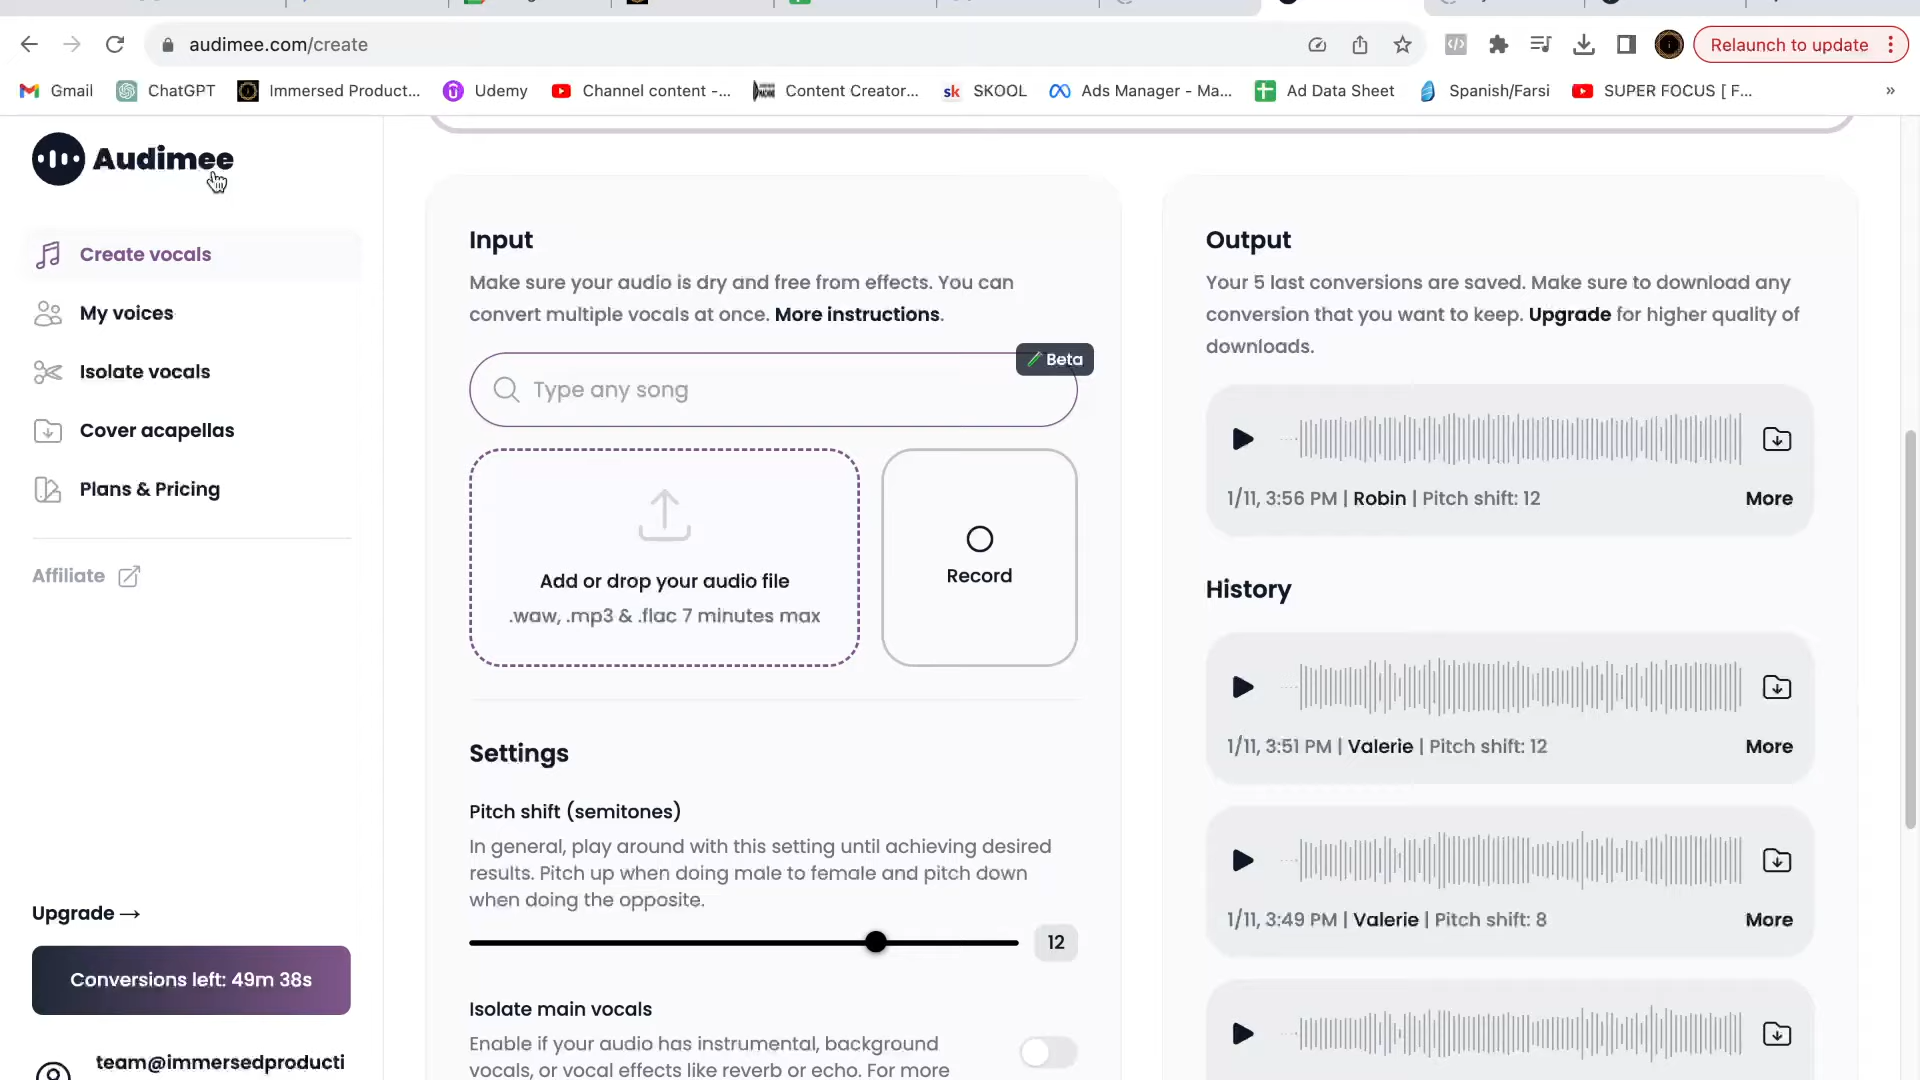 audimee.com/create
Relaunch to update
Gmail
ChatGPT
Immersed Product...
Udemy
Channel content -...
Content Creator...
sk SKOOL
Ads Manager - Ma...
Ad Data Sheet
Spanish/Farsi
SUPER FOCUS [ F...
»
Audimee
Create vocals
My voices
Isolate vocals
Cover acapellas
Plans & Pricing
Affiliate
Upgrade →
Conversions left: 49m 38s
team@immersedproducti
Input
Make sure your audio is dry and free from effects. You can
convert multiple vocals at once. More instructions.
Beta
Type any song
Add or drop your audio file
.waw, .mp3 & .flac 7 minutes max
Record
Settings
Pitch shift (semitones)
In general, play around with this setting until achieving desired
results. Pitch up when doing male to female and pitch down
when doing the opposite.
12
Isolate main vocals
Enable if your audio has instrumental, background
vocals, or vocal effects like reverb or echo. For more
Output
Your 5 last conversions are saved. Make sure to download any
conversion that you want to keep. Upgrade for higher quality of
downloads.
1/11, 3:56 PM | Robin | Pitch shift: 12
More
History
1/11, 3:51 PM | Valerie | Pitch shift: 12
More
1/11, 3:49 PM | Valerie | Pitch shift: 8
More